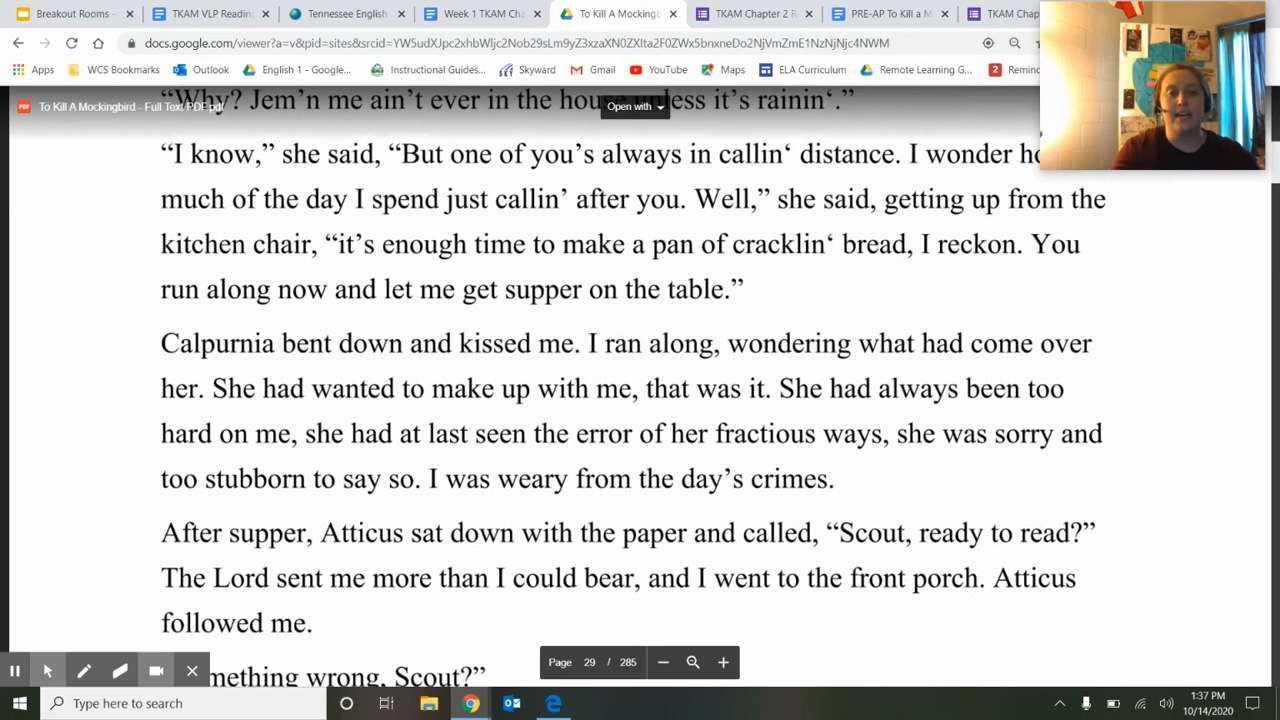 Breakout Rooms -
TKAM VLP Reading
Tennessee English
Week 1 TKAM Cha
To Kill A Mockingb
TKAM Chapter 2 R
PRE-AP To Kill a M
TKAM Chap
docs.google.com/viewer?a=v&pid=sites&srcid=
Apps
WCS Bookmarks
Outlook
English 1 - Google...
Instructional Guides...
Skyward
Gmail
YouTube
Maps
ELA Curriculum
Remote Learning G...
Remind
To Kill A Mockingbird - Full Text PDF.pdf
Open with
“Why? Jem’n me ain’t ever in the house unless it’s rainin‘.”
“I know,” she said, “But one of you’s always in callin‘ distance. I wonder
much of the day I spend just callin’ after you. Well,” she said, getting up from the
kitchen chair, “it’s enough time to make a pan of cracklin‘ bread, I reckon. You
run along now and let me get supper on the table.”
Calpurnia bent down and kissed me. I ran along, wondering what had come over
her. She had wanted to make up with me, that was it. She had always been too
hard on me, she had at last seen the error of her fractious ways, she was sorry and
too stubborn to say so. I was weary from the day’s crimes.
After supper, Atticus sat down with the paper and called, “Scout, ready to read?”
The Lord sent me more than I could bear, and I went to the front porch. Atticus
followed me.
mething wrong, Scout?”
Page 29 / 285
Type here to search
1:37 PM
10/14/2020